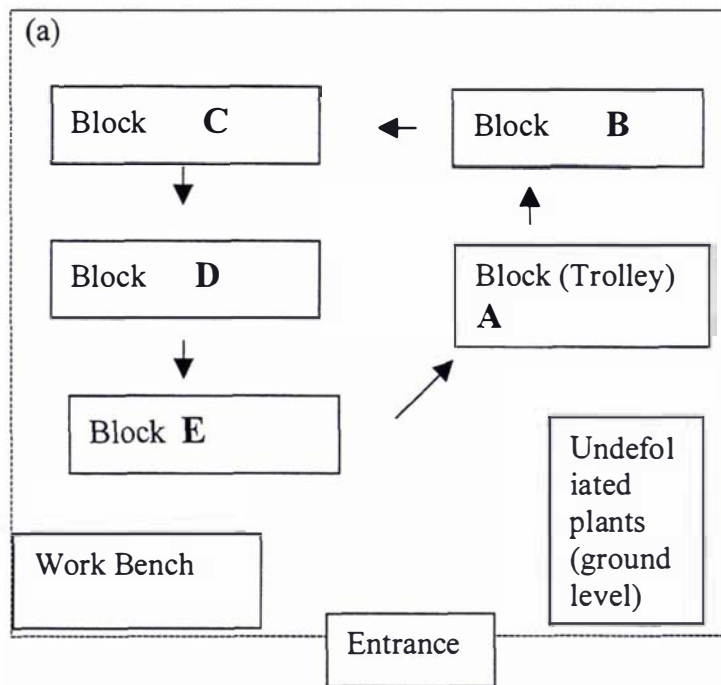 (a)
Block C
Block B
Block D
Block (Trolley)
A
Block E
Undefol
iated
plants
(ground
level)
Work Bench
Entrance